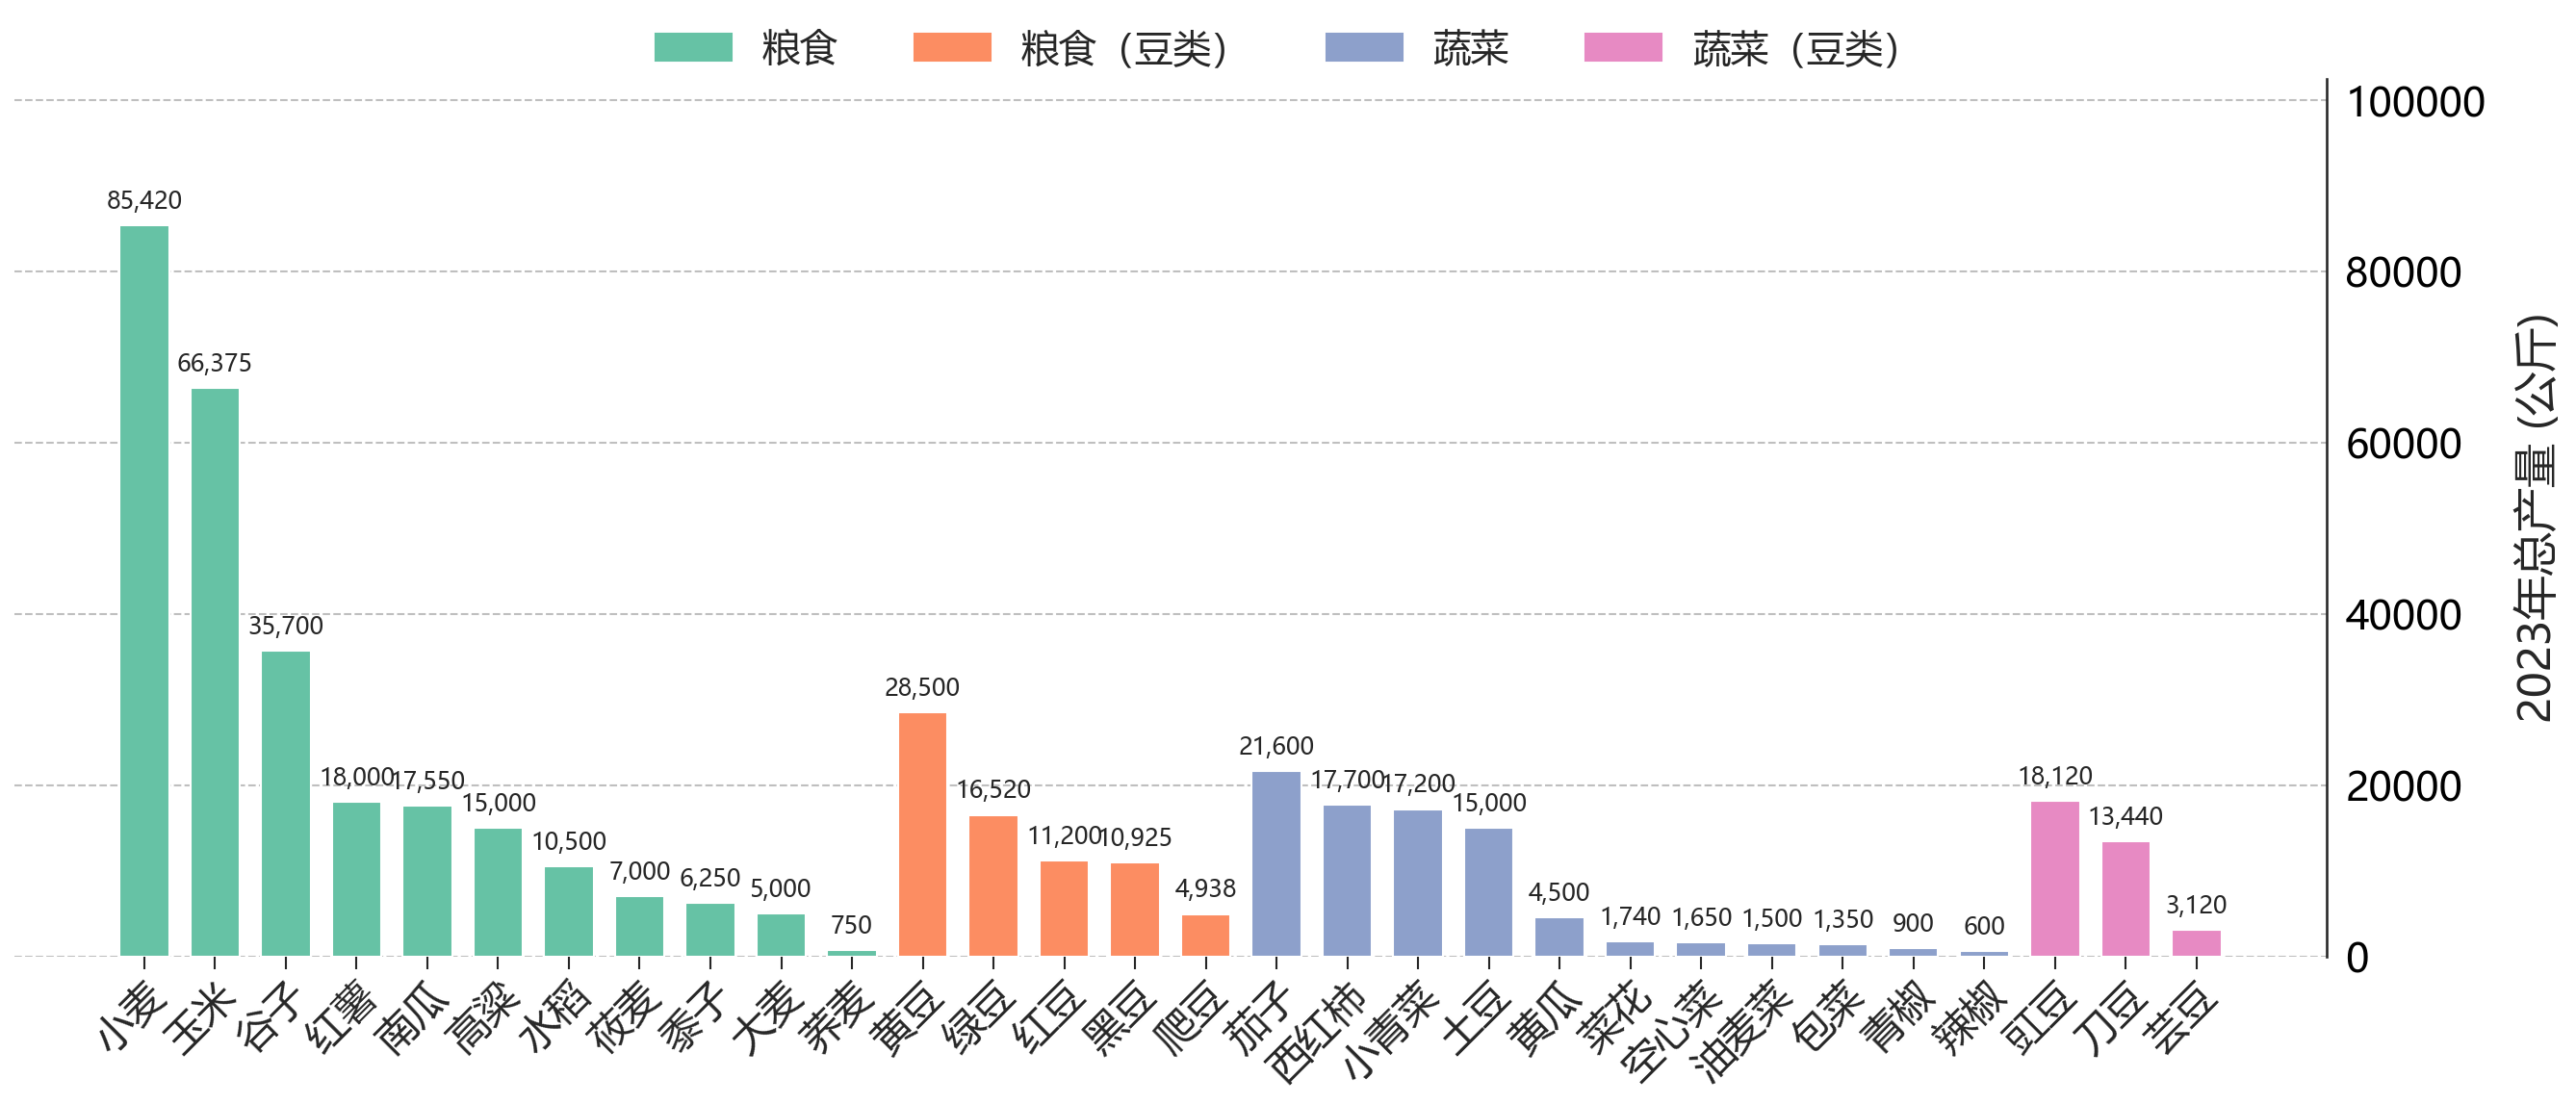 粮食
粮食（豆类）
蔬菜
蔬菜（豆类）
100000
80000
60000
40000
20000
0
2023年总产量 (公斤)
85,420
66,375
35,700
18,000
17,550
15,000
10,500
7,000
6,250
5,000
750
28,500
16,520
11,200
10,925
4,938
21,600
17,700
17,200
15,000
4,500
1,740
1,650
1,500
1,350
900
600
18,120
13,440
3,120
小麦
玉米
谷子
红薯
南瓜
高粱
水稻
莜麦
黍子
大麦
荞麦
黄豆
绿豆
红豆
黑豆
爬豆
茄子
西红柿
小青菜
土豆
黄瓜
菜花
空心菜
油麦菜
包菜
青椒
辣椒
豇豆
刀豆
芸豆